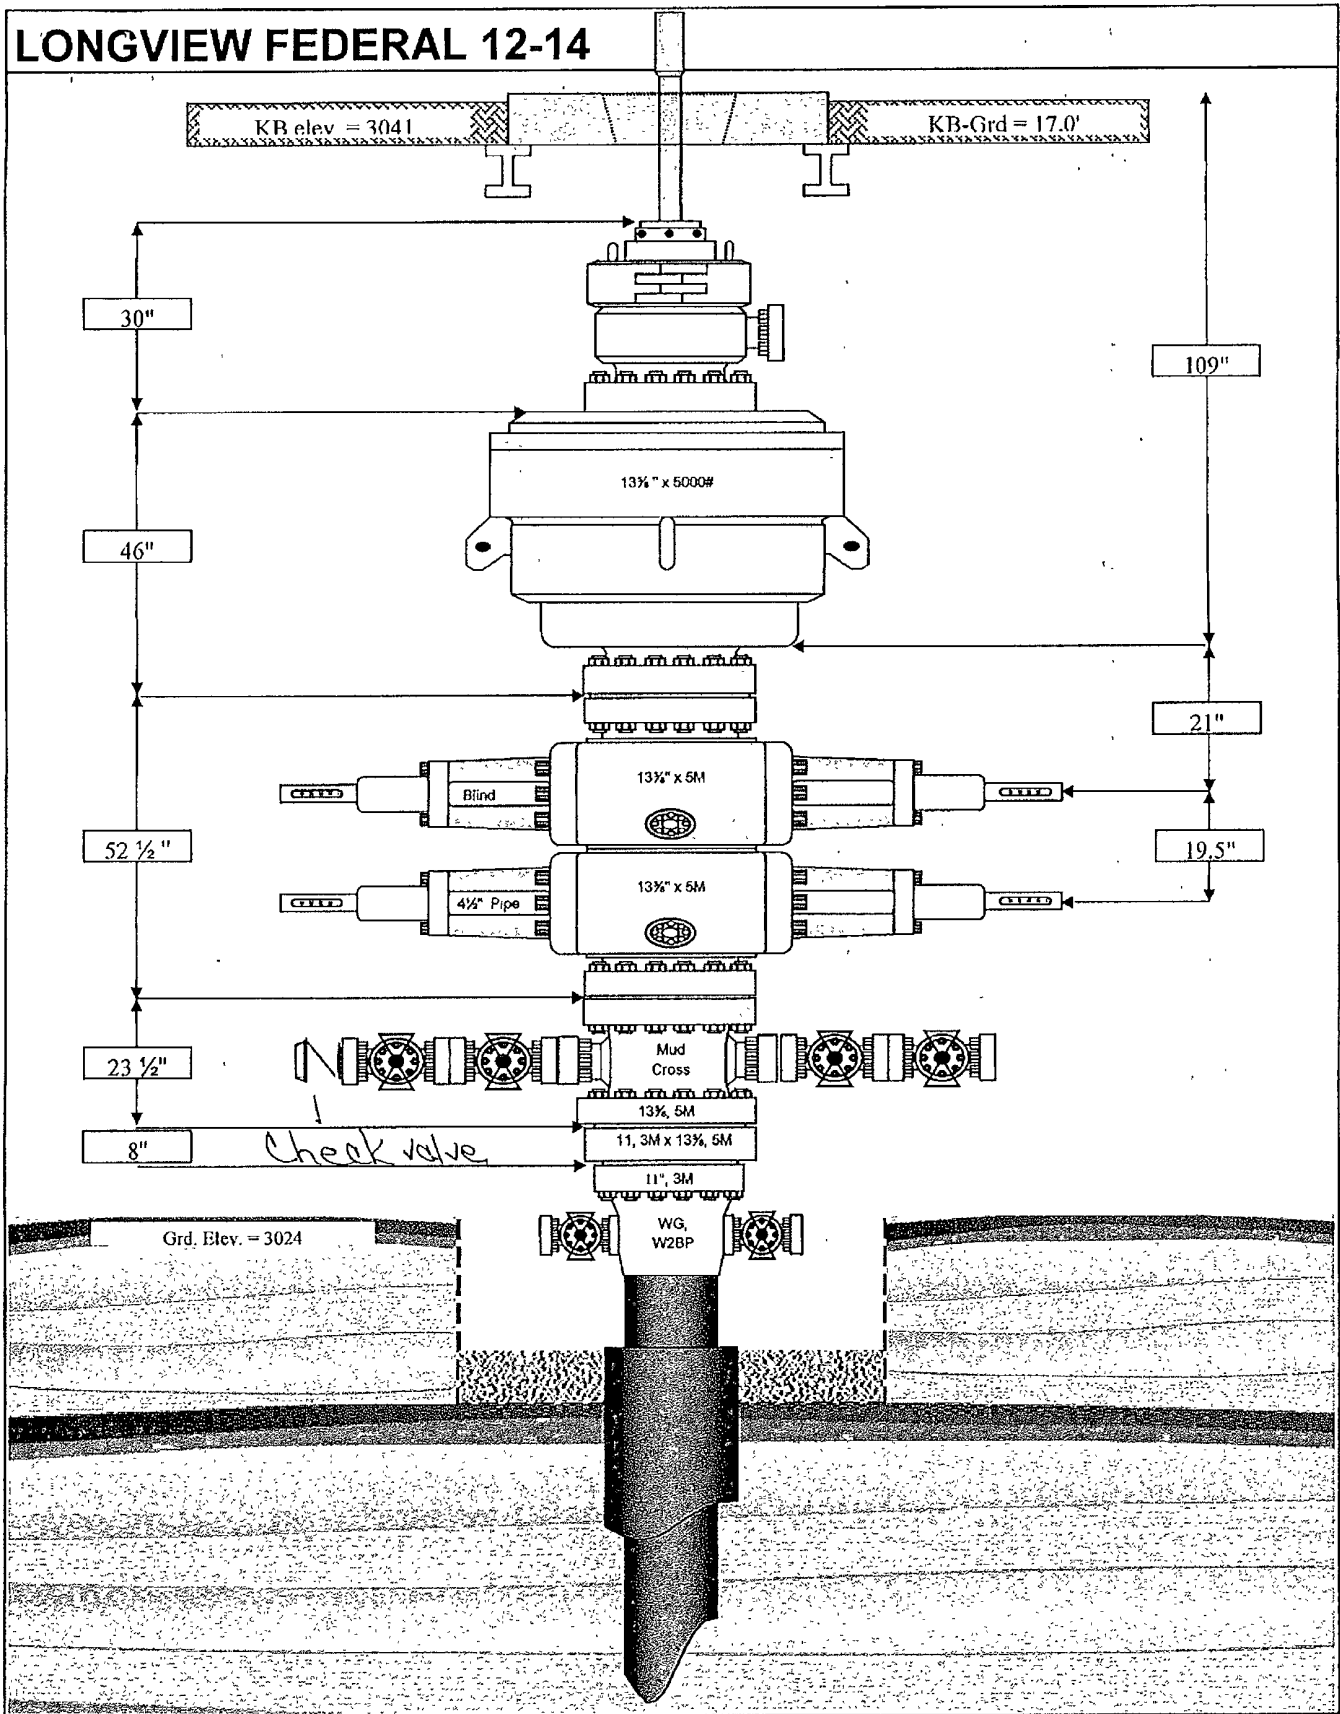 LONGVIEW FEDERAL 12-14
KB elev. = 3041
KB-Grd = 17.0'
30"
109"
13⅝" x 5000#
46"
21"
13⅝" x 5M
Blind
52 ½"
19.5"
13⅝" x 5M
4½" Pipe
23 ½"
Mud
Cross
13⅝, 5M
8"
Check valve
11, 3M x 13⅝, 5M
11", 3M
Grd. Elev. = 3024
WG,
W2BP